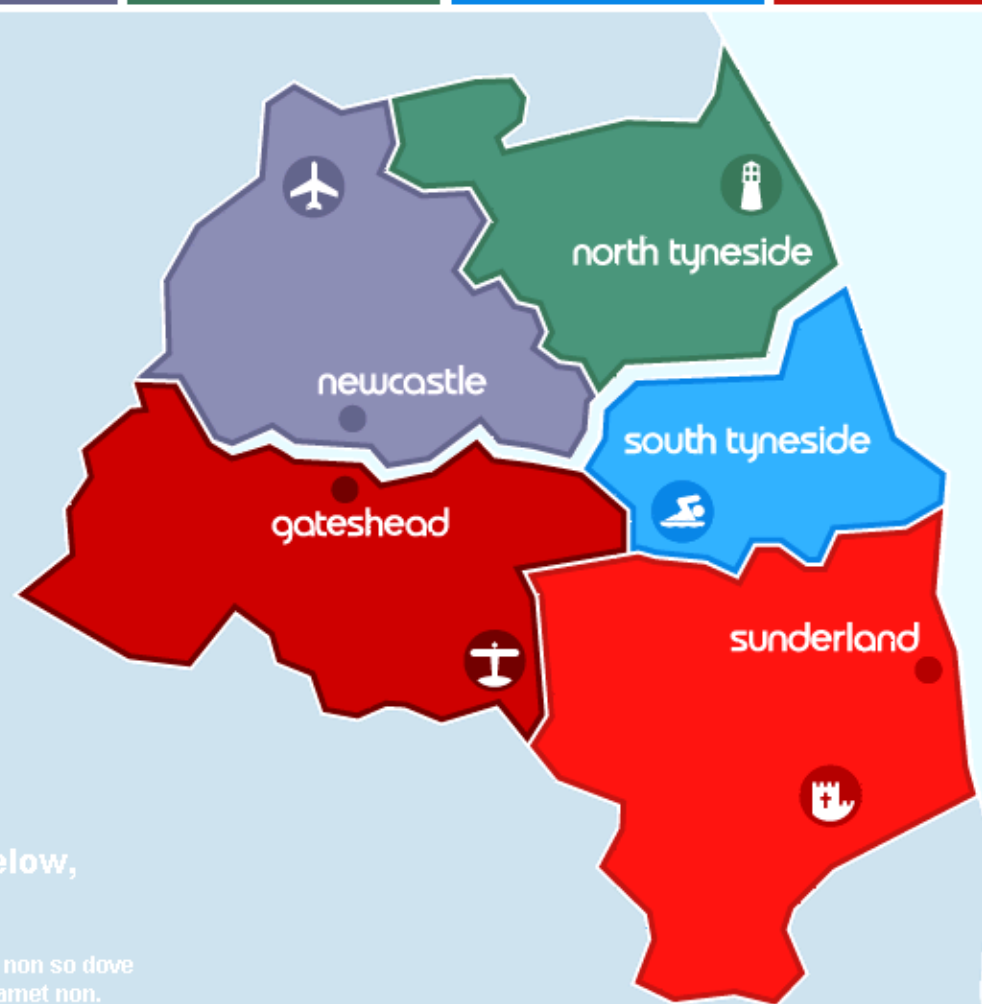 north tyneside
newcastle
south tyneside
gateshead
sunderland
elow,
non so dove
amet non.